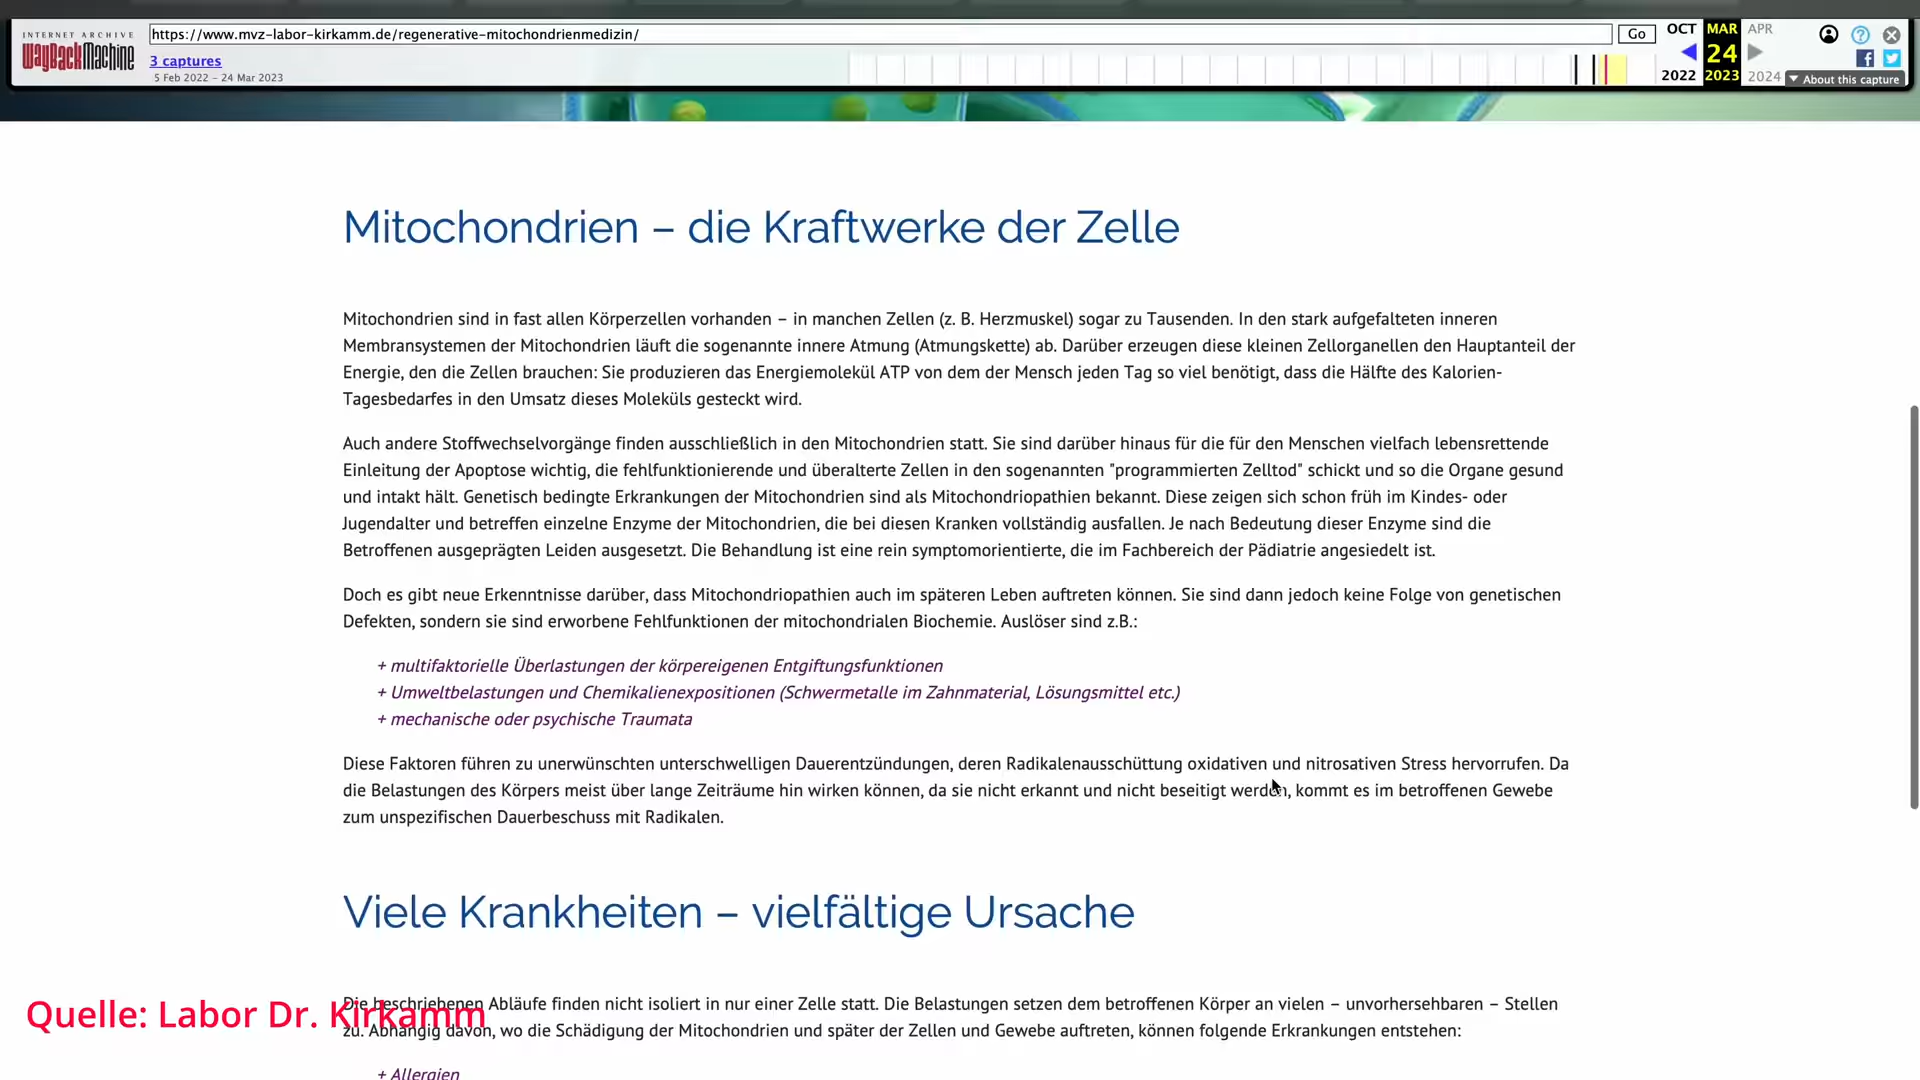 INTERNET ARCHIVE
WayBackMachine
https://www.mvz-labor-kirkamm.de/regenerative-mitochondrienmedizin/
Go
3 captures
5 Feb 2022 – 24 Mar 2023
OCT MAR APR
24
2022 2023 2024
About this capture
Mitochondrien – die Kraftwerke der Zelle
Mitochondrien sind in fast allen Körperzellen vorhanden – in manchen Zellen (z. B. Herzmuskel) sogar zu Tausenden. In den stark aufgefalteten inneren
Membransystemen der Mitochondrien läuft die sogenannte innere Atmung (Atmungskette) ab. Darüber erzeugen diese kleinen Zellorganellen den Hauptanteil der
Energie, den die Zellen brauchen: Sie produzieren das Energiemolekül ATP von dem der Mensch jeden Tag so viel benötigt, dass die Hälfte des Kalorien-
Tagesbedarfes in den Umsatz dieses Moleküls gesteckt wird.
Auch andere Stoffwechselvorgänge finden ausschließlich in den Mitochondrien statt. Sie sind darüber hinaus für die für den Menschen vielfach lebensrettende
Einleitung der Apoptose wichtig, die fehlfunktionierende und überalterte Zellen in den sogenannten "programmierten Zelltod" schickt und so die Organe gesund
und intakt hält. Genetisch bedingte Erkrankungen der Mitochondrien sind als Mitochondriopathien bekannt. Diese zeigen sich schon früh im Kindes- oder
Jugendalter und betreffen einzelne Enzyme der Mitochondrien, die bei diesen Kranken vollständig ausfallen. Je nach Bedeutung dieser Enzyme sind die
Betroffenen ausgeprägten Leiden ausgesetzt. Die Behandlung ist eine rein symptomorientierte, die im Fachbereich der Pädiatrie angesiedelt ist.
Doch es gibt neue Erkenntnisse darüber, dass Mitochondriopathien auch im späteren Leben auftreten können. Sie sind dann jedoch keine Folge von genetischen
Defekten, sondern sie sind erworbene Fehlfunktionen der mitochondrialen Biochemie. Auslöser sind z.B.:
+ multifaktorielle Überlastungen der körpereigenen Entgiftungsfunktionen
+ Umweltbelastungen und Chemikalienexpositionen (Schwermetalle im Zahnmaterial, Lösungsmittel etc.)
+ mechanische oder psychische Traumata
Diese Faktoren führen zu unerwünschten unterschwelligen Dauerentzündungen, deren Radikalenausschüttung oxidativen und nitrosativen Stress hervorrufen. Da
die Belastungen des Körpers meist über lange Zeiträume hin wirken können, da sie nicht erkannt und nicht beseitigt werden, kommt es im betroffenen Gewebe
zum unspezifischen Dauerbeschuss mit Radikalen.
Viele Krankheiten – vielfältige Ursache
Die beschriebenen Abläufe finden nicht isoliert in nur einer Zelle statt. Die Belastungen setzen dem betroffenen Körper an vielen – unvorhersehbaren – Stellen
zu. Abhängig davon, wo die Schädigung der Mitochondrien und später der Zellen und Gewebe auftreten, können folgende Erkrankungen entstehen:
+ Allergien
Quelle: Labor Dr. Kirkamm